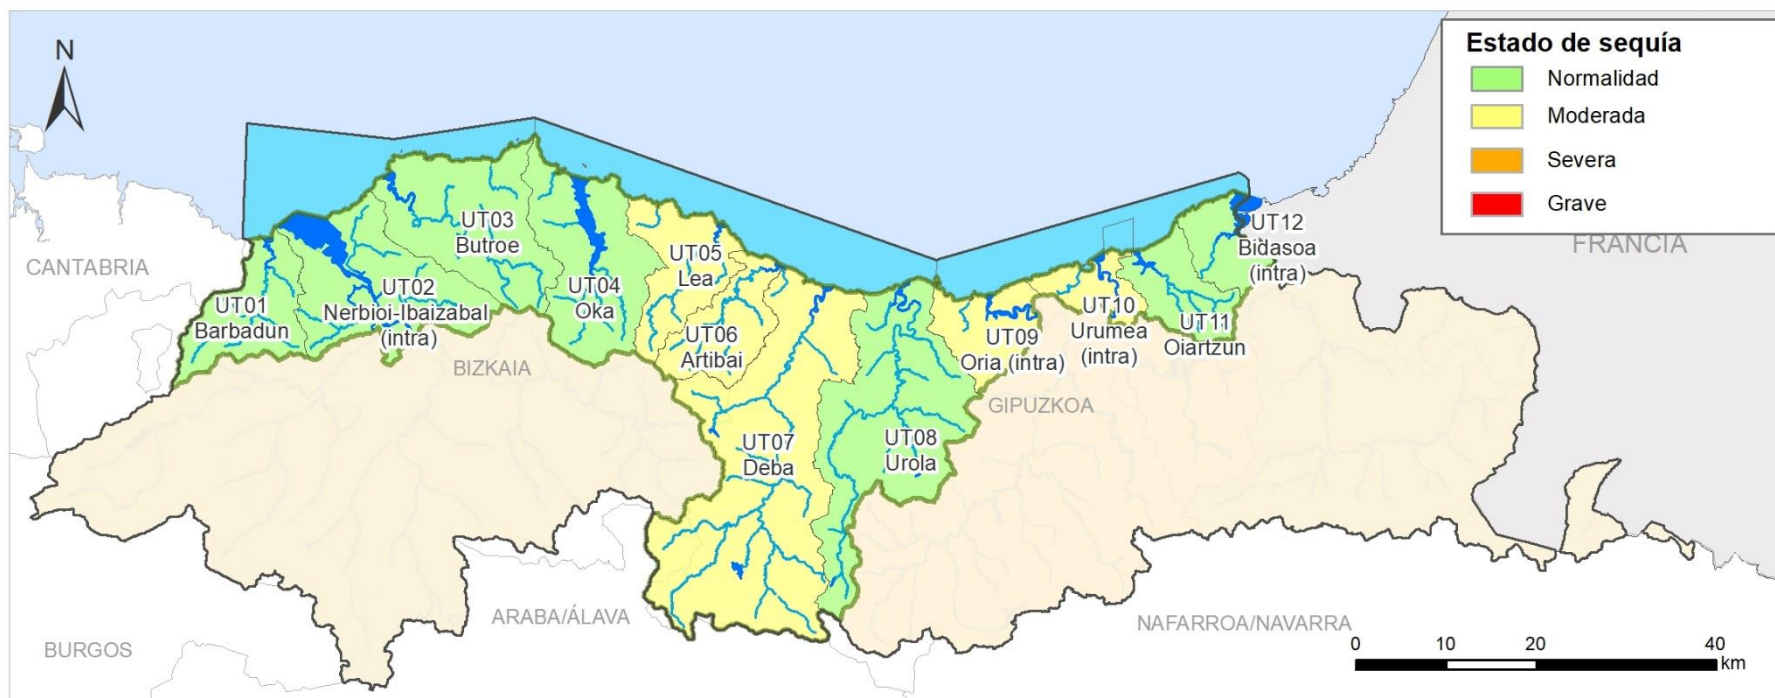 N
Estado de sequía
Normalidad
Moderada
Severa
Grave
CANTABRIA
FRANCIA
UT01
Barbadun
UT02
Nerbioi-Ibaizabal
(intra)
UT03
Butroe
UT04
Oka
UT05
Lea
UT06
Artibai
UT07
Deba
UT08
Urola
UT09
Oria (intra)
UT10
Urumea
(intra)
UT11
Oiartzun
UT12
Bidasoa
(intra)
BIZKAIA
GIPUZKOA
ARABA/ÁLAVA
NAFARROA/NAVARRA
BURGOS
0 10 20 40
km